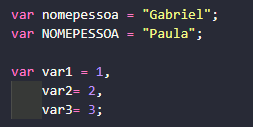 var nomepessoa = "Gabriel";
var NOMEPESSOA = "Paula";

var var1 = 1,
    var2= 2,
    var3= 3;